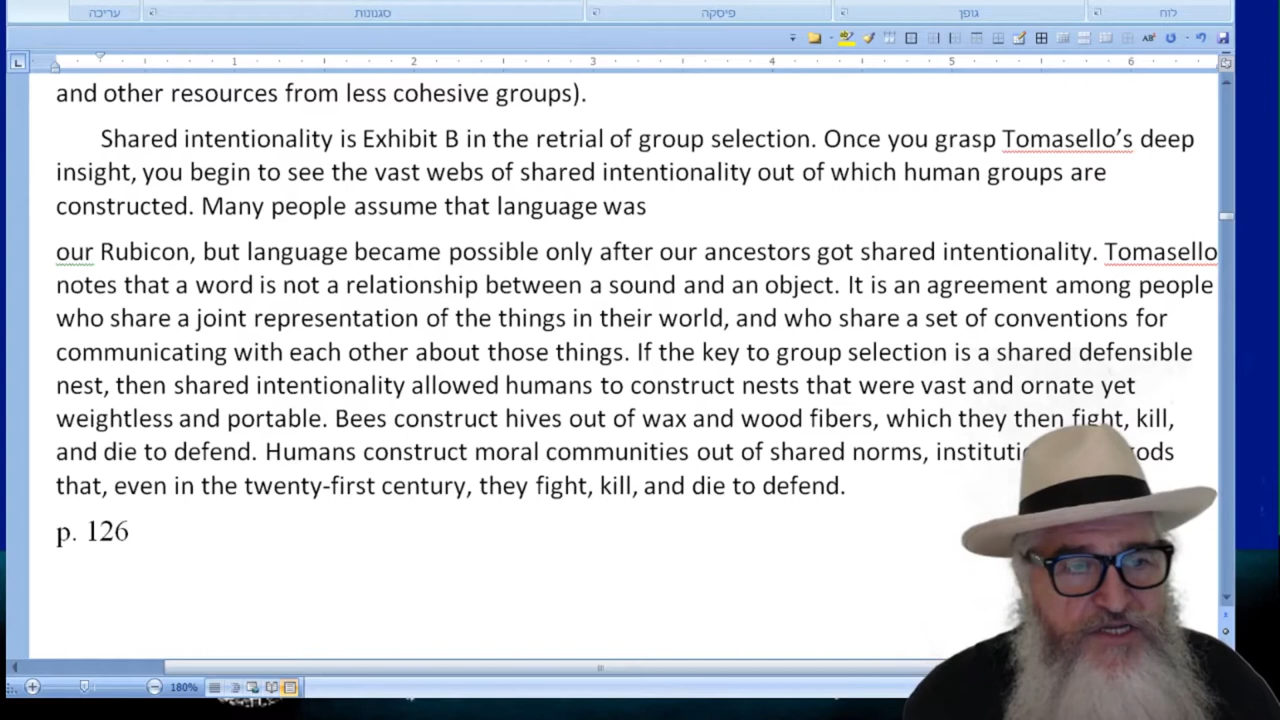 עריכה
סגנונות
פיסקה
גופן
לוח
1 2 3 4 5 6
and other resources from less cohesive groups).
Shared intentionality is Exhibit B in the retrial of group selection. Once you grasp Tomasello’s deep
insight, you begin to see the vast webs of shared intentionality out of which human groups are
constructed. Many people assume that language was
our Rubicon, but language became possible only after our ancestors got shared intentionality. Tomasello
notes that a word is not a relationship between a sound and an object. It is an agreement among people
who share a joint representation of the things in their world, and who share a set of conventions for
communicating with each other about those things. If the key to group selection is a shared defensible
nest, then shared intentionality allowed humans to construct nests that were vast and ornate yet
weightless and portable. Bees construct hives out of wax and wood fibers, which they then fight, kill,
and die to defend. Humans construct moral communities out of shared norms,
that, even in the twenty-first century, they fight, kill, and die to defend.
p. 126
180%